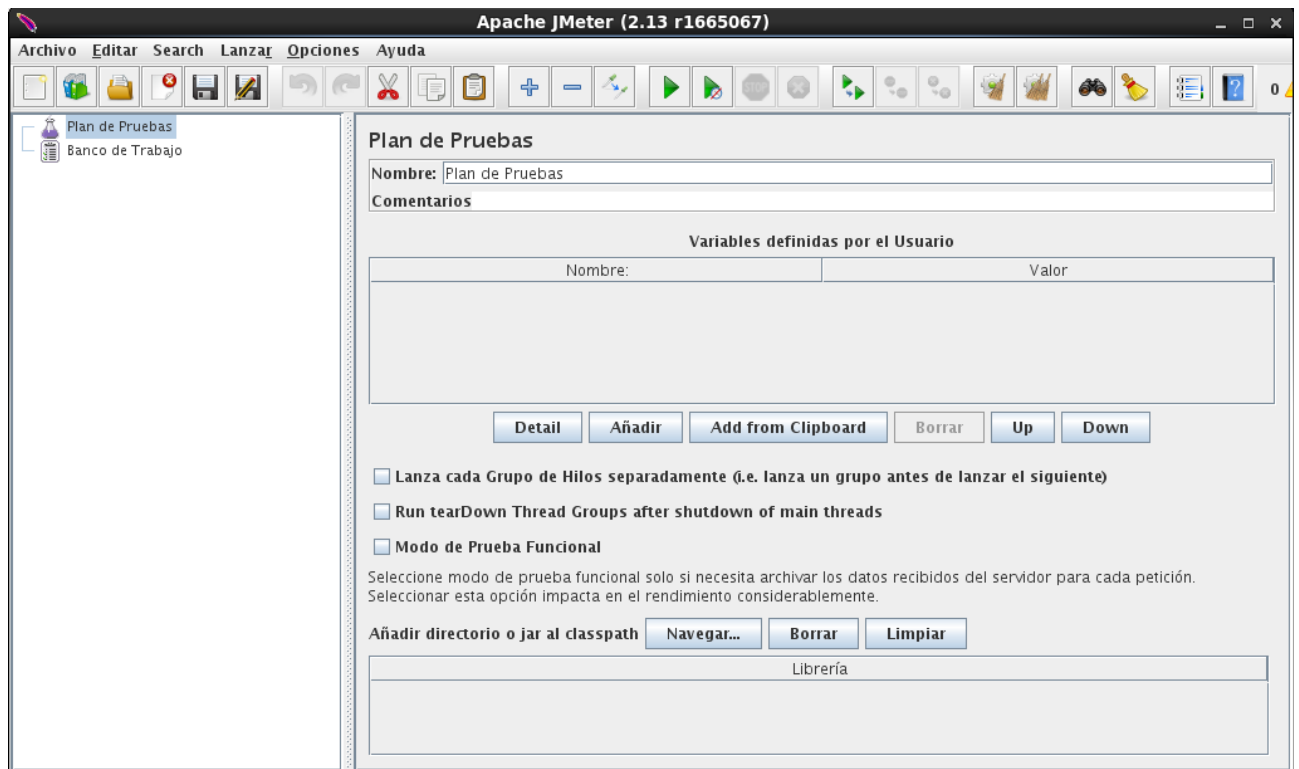 Apache JMeter (2.13 r1665067)
Archivo Editar Search Lanzar Opciones Ayuda
STOP
0
Plan de Pruebas
Banco de Trabajo
Plan de Pruebas
Nombre: Plan de Pruebas
Comentarios
Variables definidas por el Usuario
Nombre: Valor
Detail Añadir Add from Clipboard Borrar Up Down
Lanza cada Grupo de Hilos separadamente (i.e. lanza un grupo antes de lanzar el siguiente)
Run tearDown Thread Groups after shutdown of main threads
Modo de Prueba Funcional
Seleccione modo de prueba funcional solo si necesita archivar los datos recibidos del servidor para cada petición.
Seleccionar esta opción impacta en el rendimiento considerablemente.
Añadir directorio o jar al classpath Navegar... Borrar Limpiar
Librería